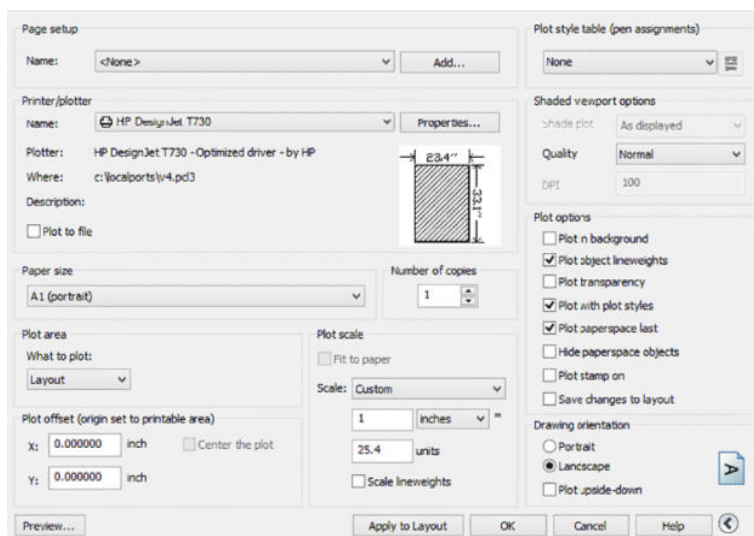 Page setup
Name: <None> Add...
Printer/plotter
Name: HP DesignJet T730 Properties...
Plotter: HP DesignJet T730 - Optimized driver - by HP
Where: c:\localports\v4.pcl3
Description:
Plot to file
23.4''
33.1''
Paper size
A1 (portrait)
Number of copies
1
Plot area
What to plot:
Layout
Plot offset (origin set to printable area)
X: 0.000000 inch Center the plot
Y: 0.000000 inch
Plot scale
Fit to paper
Scale: Custom
1 inches =
25.4 units
Scale lineweights
Plot style table (pen assignments)
None
Shaded viewport options
Shade plot As displayed
Quality Normal
DPI 100
Plot options
Plot in background
Plot object lineweights
Plot transparency
Plot with plot styles
Plot paperspace last
Hide paperspace objects
Plot stamp on
Save changes to layout
Drawing orientation
Portrait
Lancscape
Plot upside-down
A
Preview... Apply to Layout OK Cancel Help